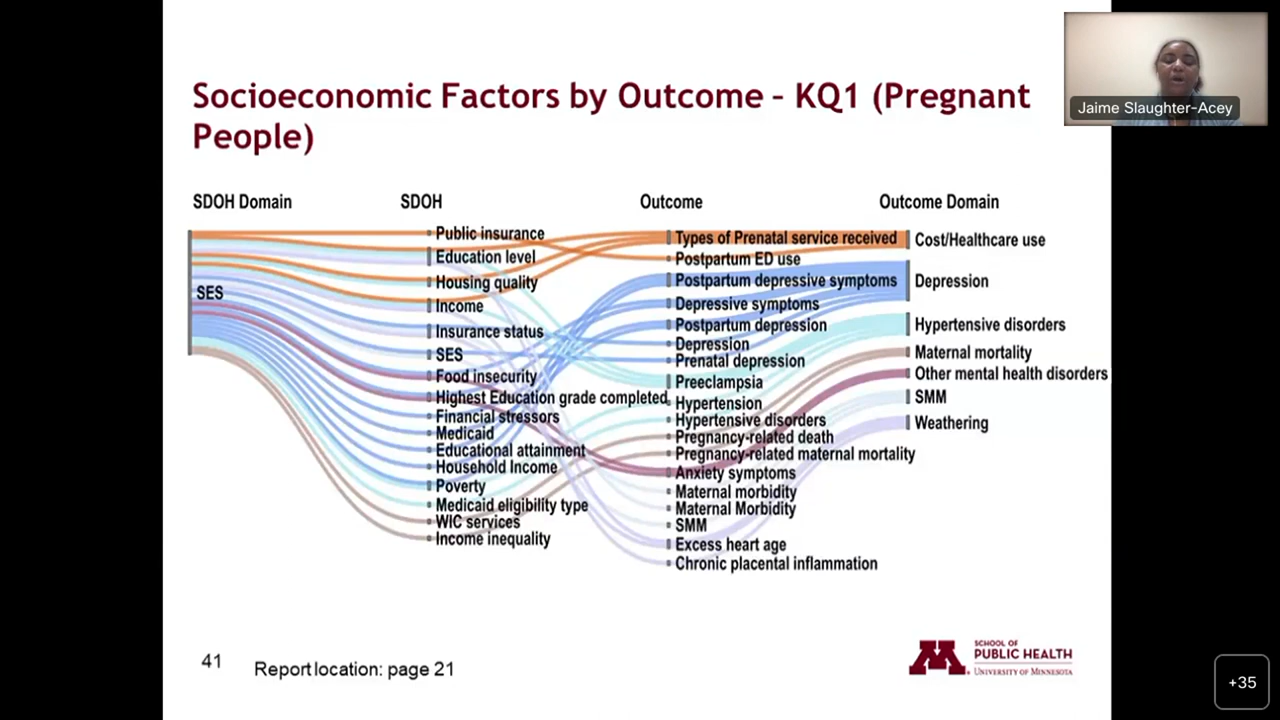 Socioeconomic Factors by Outcome – KQ1 (Pregnant
People)
Jaime Slaughter-Acey
SDOH Domain
SDOH
Outcome
Outcome Domain
SES
Public insurance
Education level
Housing quality
Income
Insurance status
SES
Food insecurity
Highest Education grade completed
Financial stressors
Medicaid
Educational attainment
Household Income
Poverty
Medicaid eligibility type
WIC services
Income inequality
Types of Prenatal service received
Postpartum ED use
Postpartum depressive symptoms
Depressive symptoms
Postpartum depression
Depression
Prenatal depression
Preeclampsia
Hypertension
Hypertensive disorders
Pregnancy-related death
Pregnancy-related maternal mortality
Anxiety symptoms
Maternal morbidity
Maternal Morbidity
SMM
Excess heart age
Chronic placental inflammation
Cost/Healthcare use
Depression
Hypertensive disorders
Maternal mortality
Other mental health disorders
SMM
Weathering
41
Report location: page 21
M
SCHOOL OF
PUBLIC HEALTH
UNIVERSITY OF MINNESOTA
+35